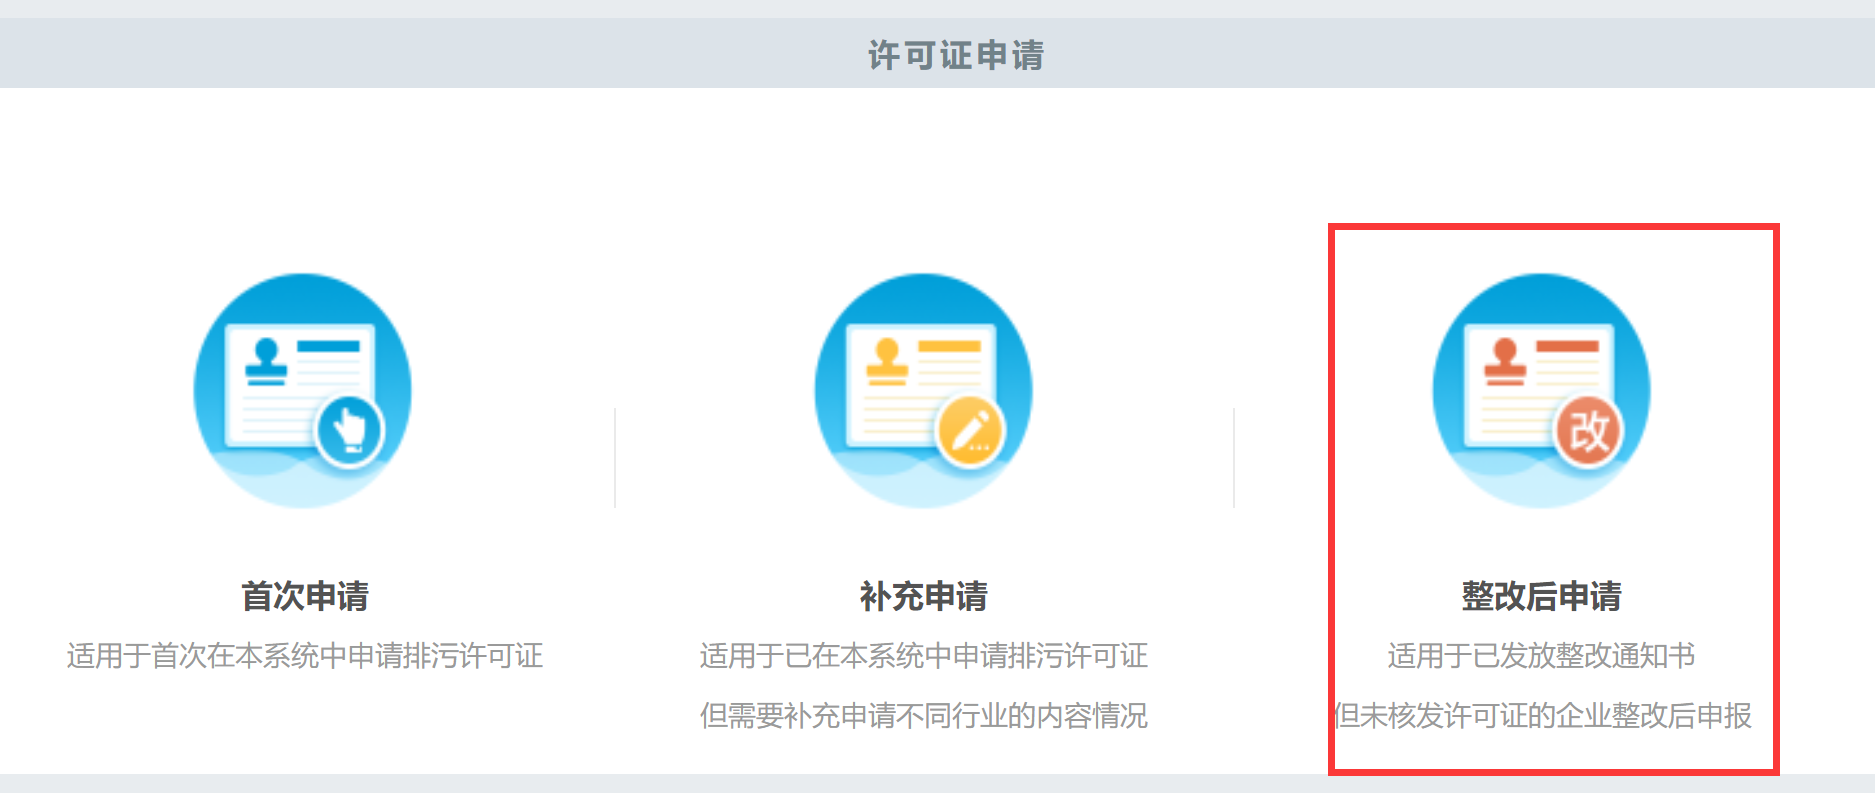 许可证申请
改
首次申请
适用于首次在本系统中申请排污许可证
补充申请
适用于已在本系统中申请排污许可证
但需要补充申请不同行业的内容情况
整改后申请
适用于已发放整改通知书
但未核发许可证的企业整改后申报